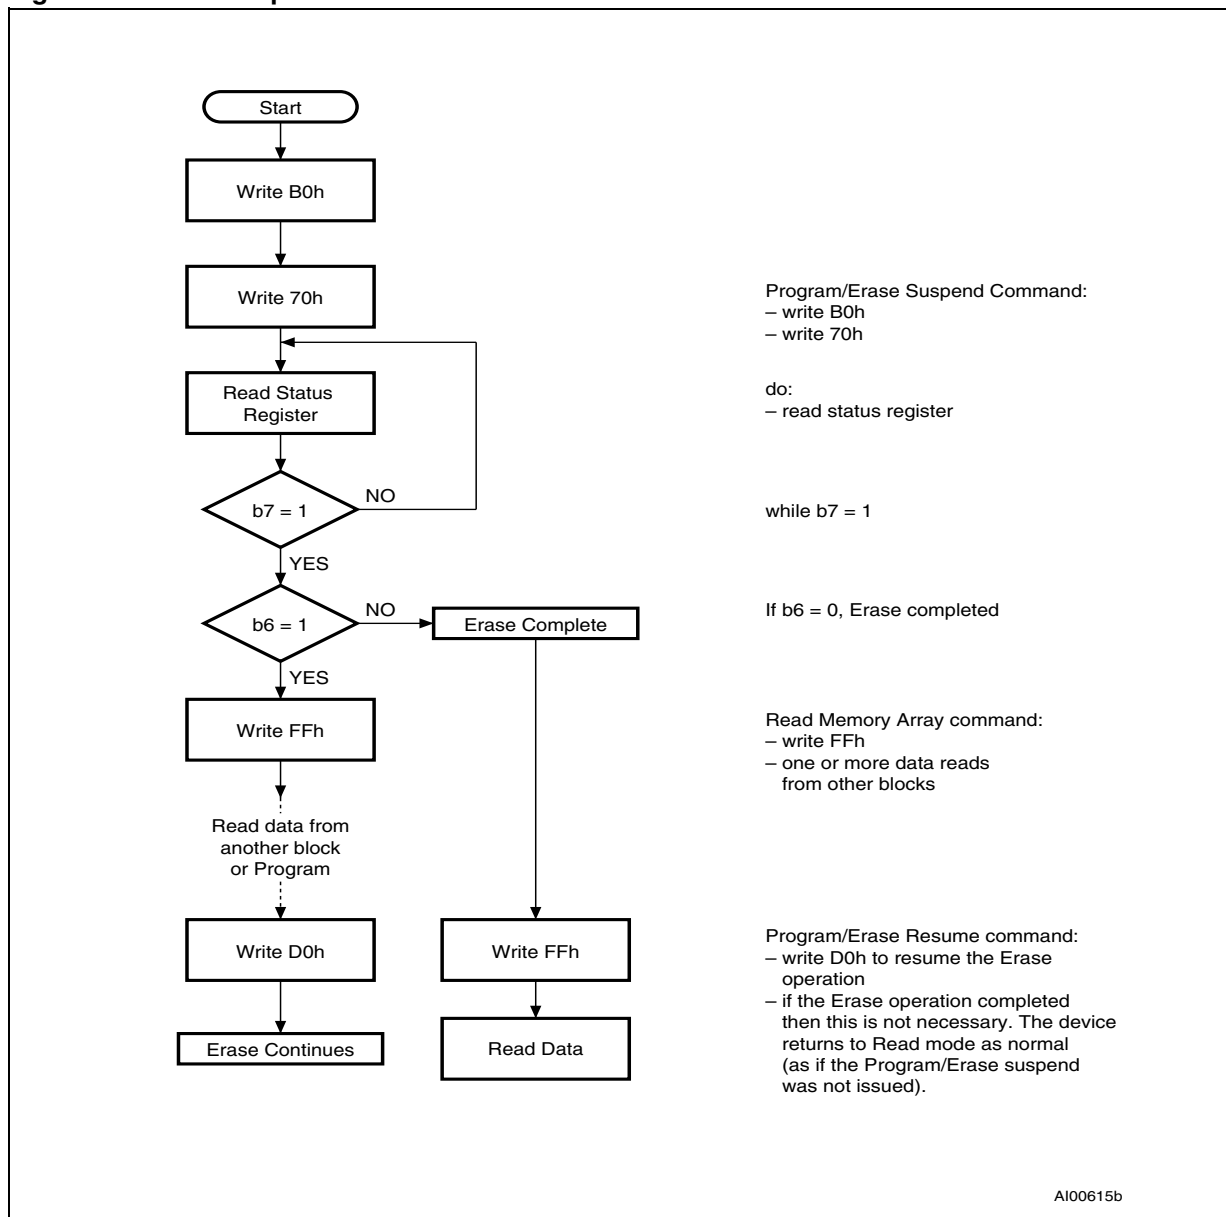 Start
Write B0h
Write 70h
Program/Erase Suspend Command:
– write B0h
– write 70h
Read Status
Register
do:
– read status register
b7 = 1
NO
while b7 = 1
YES
b6 = 1
NO
Erase Complete
If b6 = 0, Erase completed
YES
Write FFh
Read Memory Array command:
– write FFh
– one or more data reads
from other blocks
Read data from
another block
or Program
Write D0h
Write FFh
Program/Erase Resume command:
– write D0h to resume the Erase
operation
– if the Erase operation completed
then this is not necessary. The device
returns to Read mode as normal
(as if the Program/Erase suspend
was not issued).
Erase Continues
Read Data
AI00615b